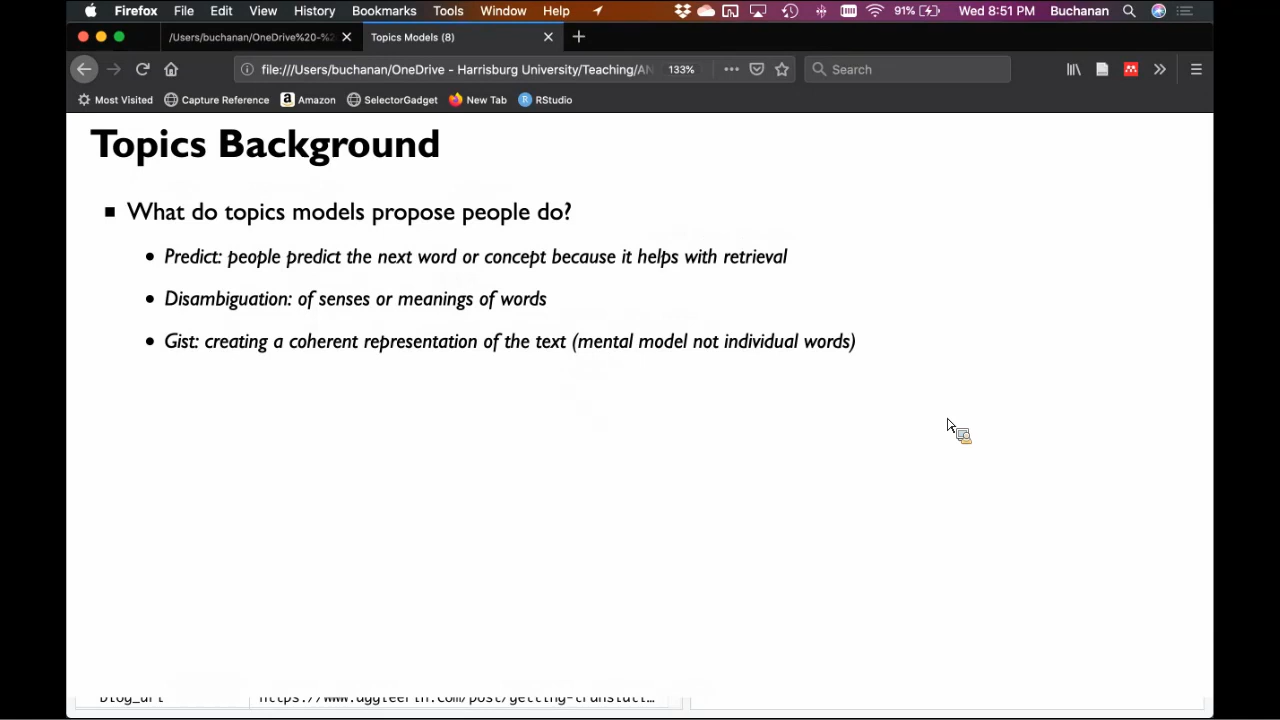 Firefox File Edit View History Bookmarks Tools Window Help 91% Wed 8:51 PM Buchanan
/Users/buchanan/OneDrive%20-%2 Topics Models (8)
file:///Users/buchanan/OneDrive - Harrisburg University/Teaching/AN 133% Search
Most Visited Capture Reference Amazon SelectorGadget New Tab RStudio
Topics Background
What do topics models propose people do?
Predict: people predict the next word or concept because it helps with retrieval
Disambiguation: of senses or meanings of words
Gist: creating a coherent representation of the text (mental model not individual words)
blog_url https://www.aggieerin.com/post/getting-translati…